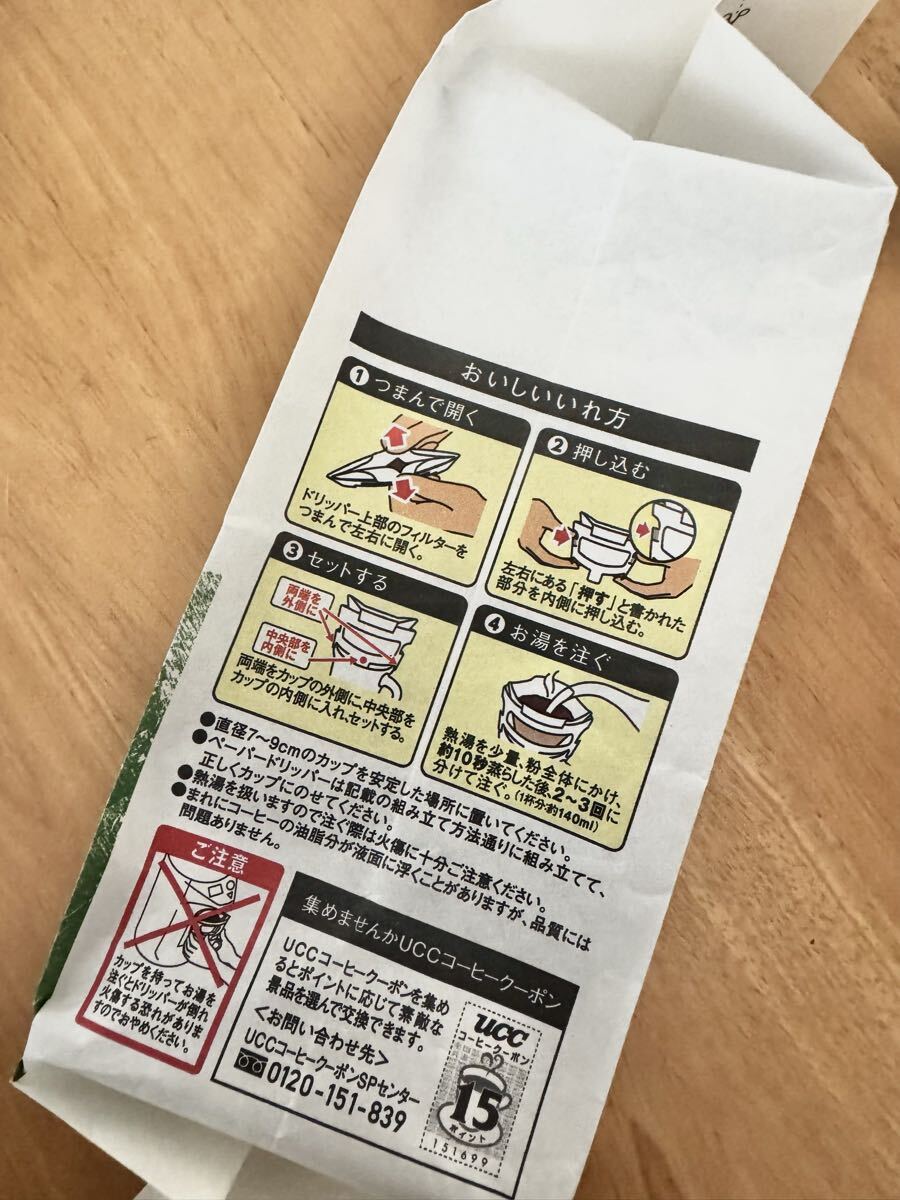 おいしいいれ方
❶つまんで開く
ドリッパー上部のフィルターを
つまんで左右に開く。
❷押し込む
左右にある「押す」と書かれた
部分を内側に押し込む。
❸セットする
両端を
外側に
中央部を
内側に
両端をカップの外側に、中央部を
カップの内側に入れ、セットする。
❹お湯を注ぐ
熱湯を少量、粉全体にかけ、
約10秒蒸らした後、2〜3回に
分けて注ぐ。(1杯分:約140ml)
●直径7〜9cmのカップを安定した場所に置いてください。
●ペーパードリッパーは記載の組み立て方法通りに組み立てて、
正しくカップにのせてください。
●熱湯を扱いますので注ぐ際は火傷に十分ご注意ください。
●まれにコーヒーの油脂分が液面に浮くことがありますが、品質には
問題ありません。
ご注意
カップを持ってお湯を
注ぐとドリッパーが倒れ
火傷する恐れがありま
すのでおやめください。
集めませんかUCCコーヒークーポン
UCCコーヒークーポンを集め
るとポイントに応じて素敵な
景品を選んで交換できます。
<お問い合わせ先>
UCCコーヒークーポンSPセンター
0120-151-839
UCC
コーヒークーポン
15
ポイント
151699